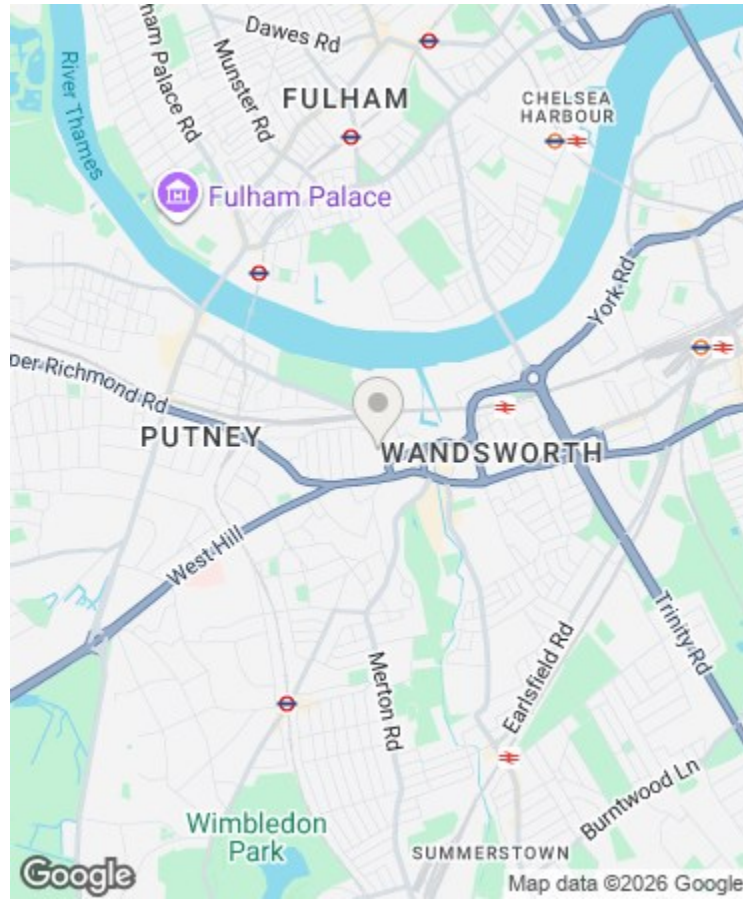 Dawes Rd
River Thames
ham Palace Rd
Munster Rd
FULHAM
CHELSEA
HARBOUR
Fulham Palace
York Rd
per Richmond Rd
PUTNEY
WANDSWORTH
West Hill
Trinity Rd
Earlsfield Rd
Merton Rd
Burntwood Ln
Wimbledon
Park
SUMMERSTOWN
Google
Map data ©2026 Google